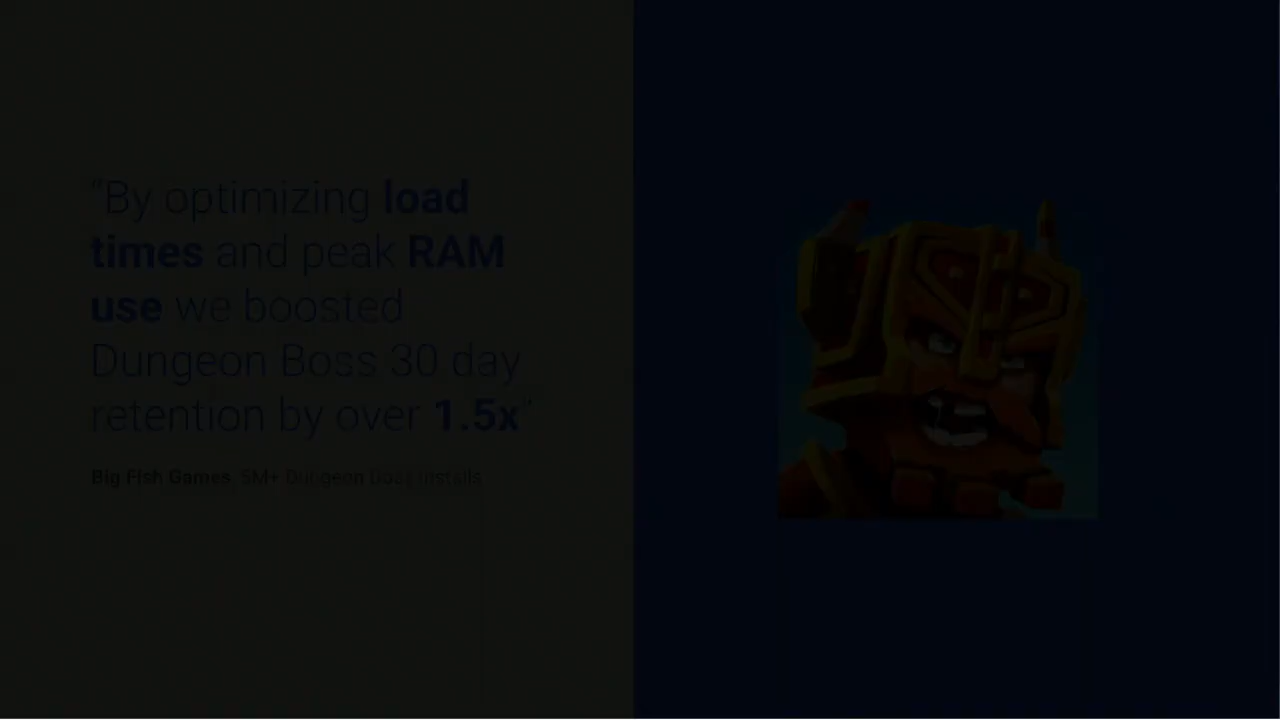 "By optimizing load
times and peak RAM
use we boosted
Dungeon Boss 30 day
retention by over 1.5x"
Big Fish Games, 5M+ Dungeon Boss installs